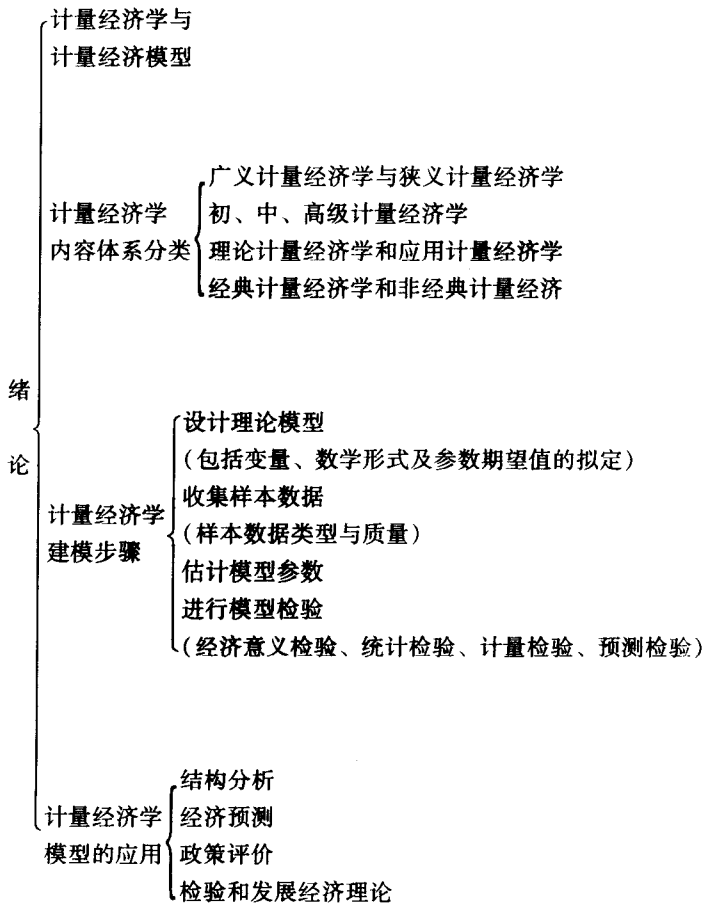 绪论
计量经济学与
计量经济模型
计量经济学
内容体系分类
广义计量经济学与狭义计量经济学
初、中、高级计量经济学
理论计量经济学和应用计量经济学
经典计量经济学和非经典计量经济
计量经济学
建模步骤
设计理论模型
(包括变量、数学形式及参数期望值的拟定)
收集样本数据
(样本数据类型与质量)
估计模型参数
进行模型检验
(经济意义检验、统计检验、计量检验、预测检验)
计量经济学
模型的应用
结构分析
经济预测
政策评价
检验和发展经济理论